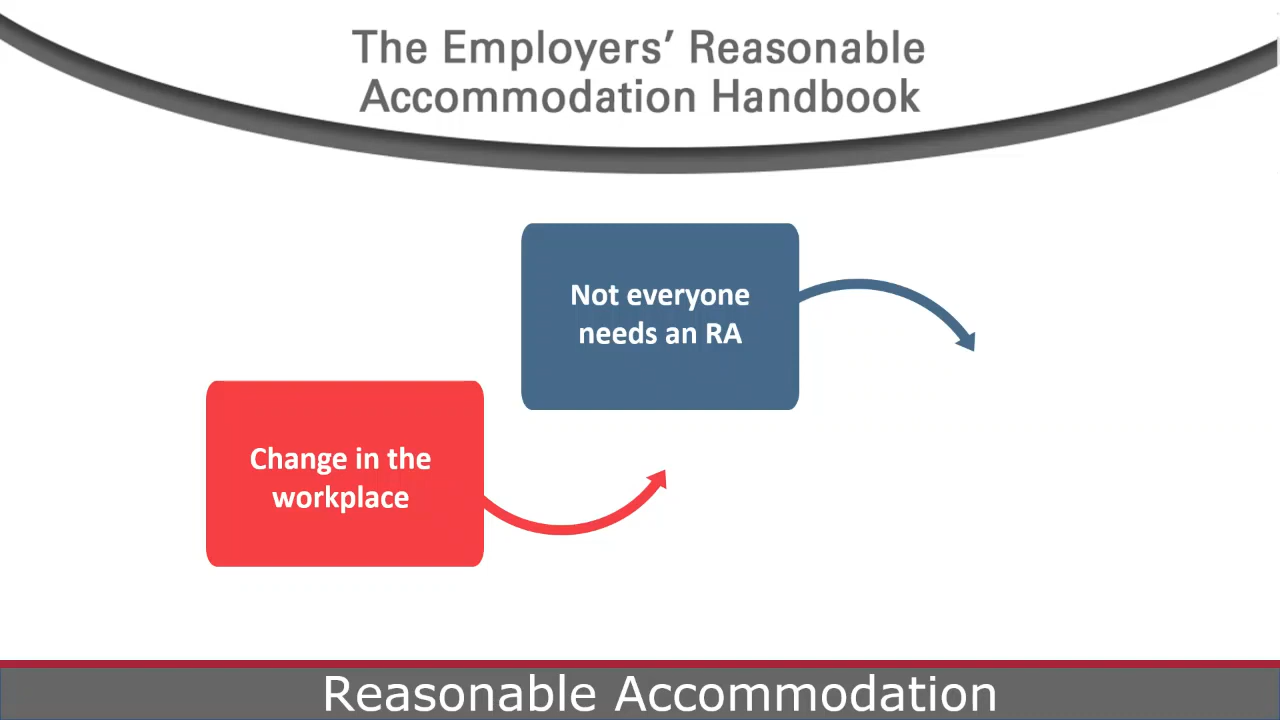 The Employers’ Reasonable
Accommodation Handbook
Not everyone
needs an RA
Change in the
workplace
Reasonable Accommodation